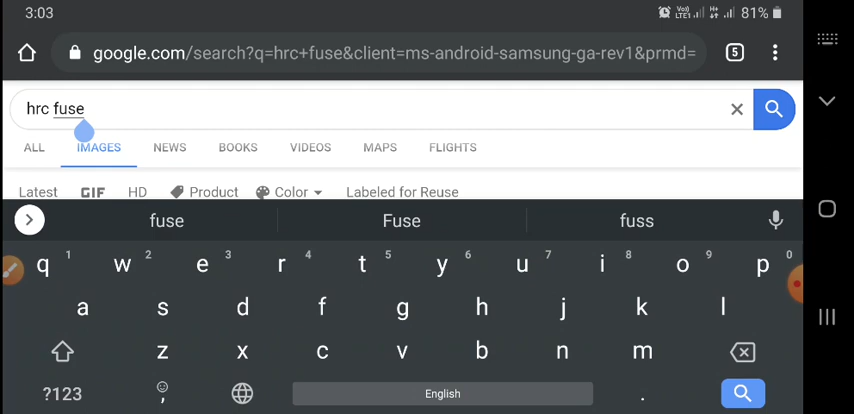 3:03 Vo) LTE1 H+ 81%
google.com/search?q=hrc+fuse&client=ms-android-samsung-ga-rev1&prmd= 5
hrc fuse
ALL IMAGES NEWS BOOKS VIDEOS MAPS FLIGHTS
Latest GIF HD Product Color Labeled for Reuse
fuse Fuse fuss
q 1 w 2 e 3 r 4 t 5 y 6 u 7 i 8 o 9 p 0
a s d f g h j k l
z x c v b n m
?123 , English .